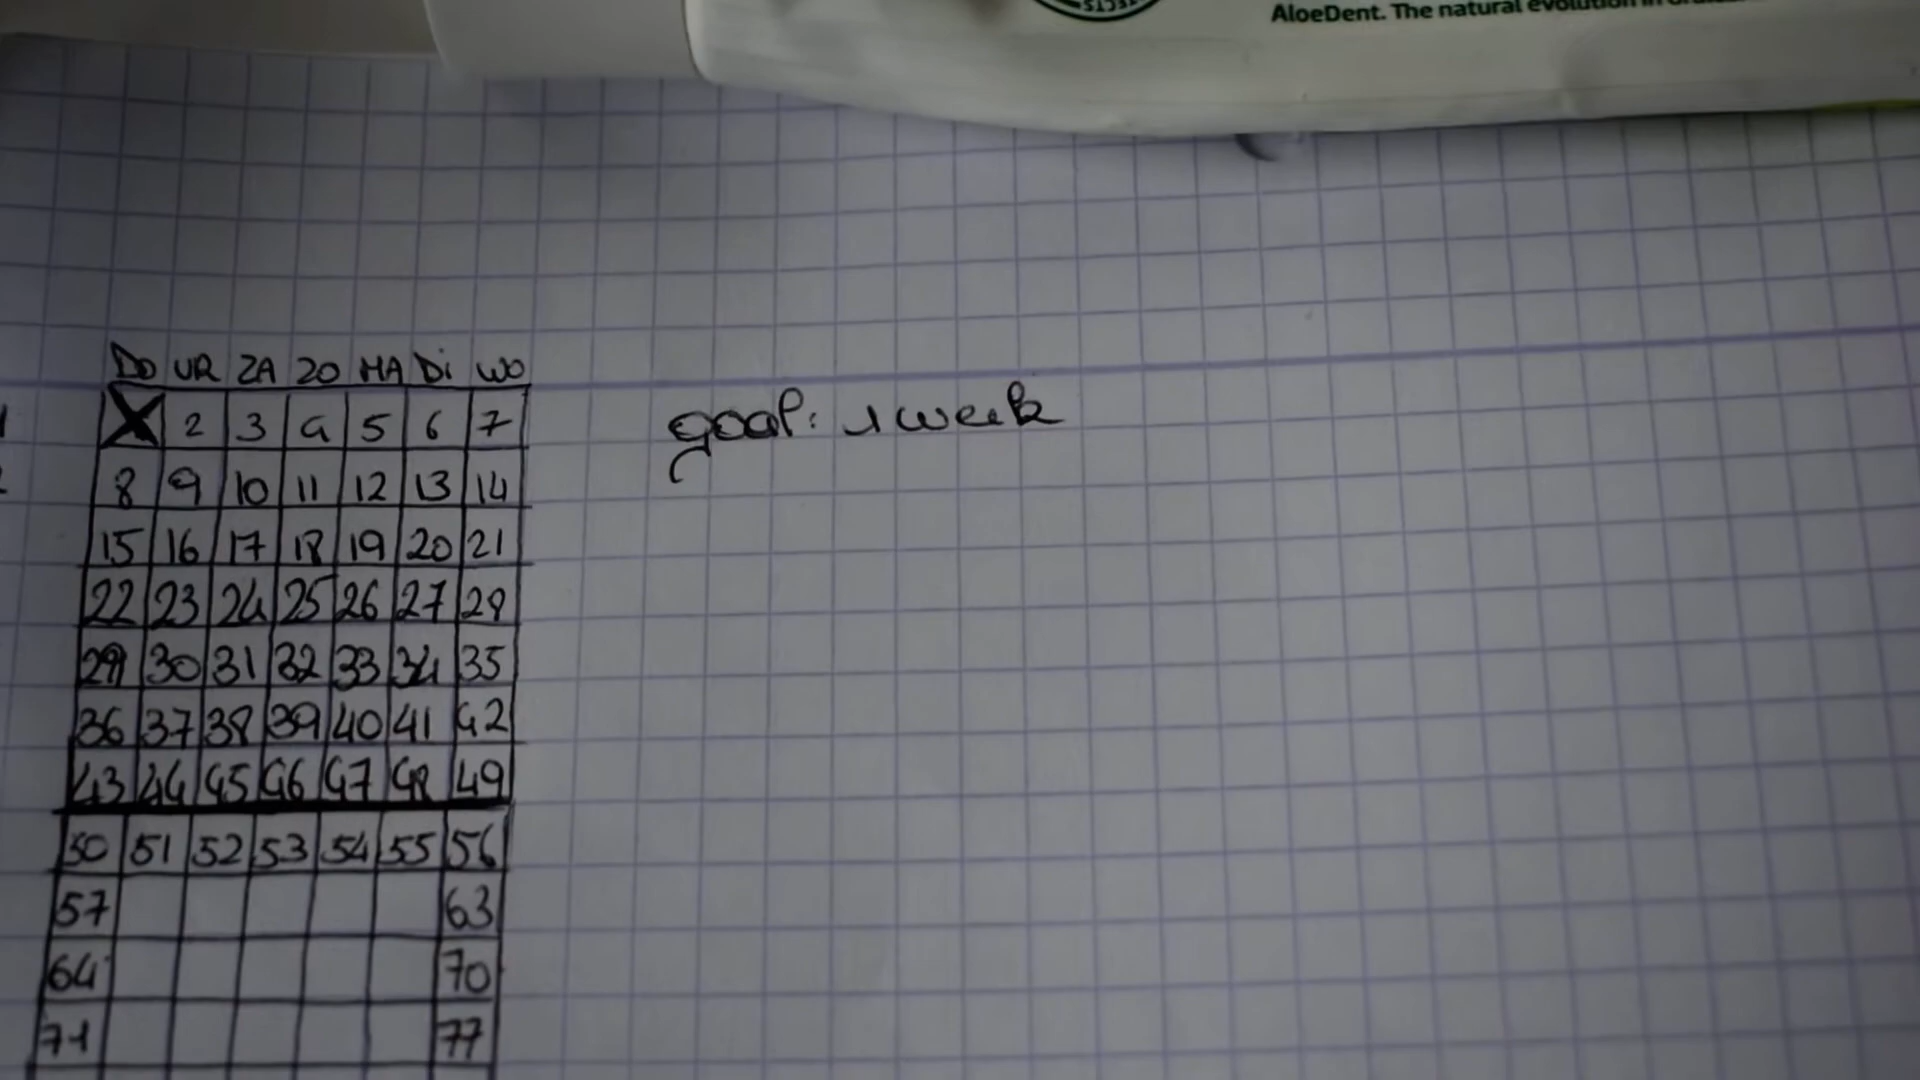 AloeDent. The natural evolution in
DO VR ZA ZO MA Di WO
X 2 3 4 5 6 7
goal: 1 week
8 9 10 11 12 13 14
15 16 17 18 19 20 21
22 23 24 25 26 27 28
29 30 31 32 33 34 35
36 37 38 39 40 41 42
43 44 45 46 47 48 49
50 51 52 53 54 55 56
57 63
64 70
71 77